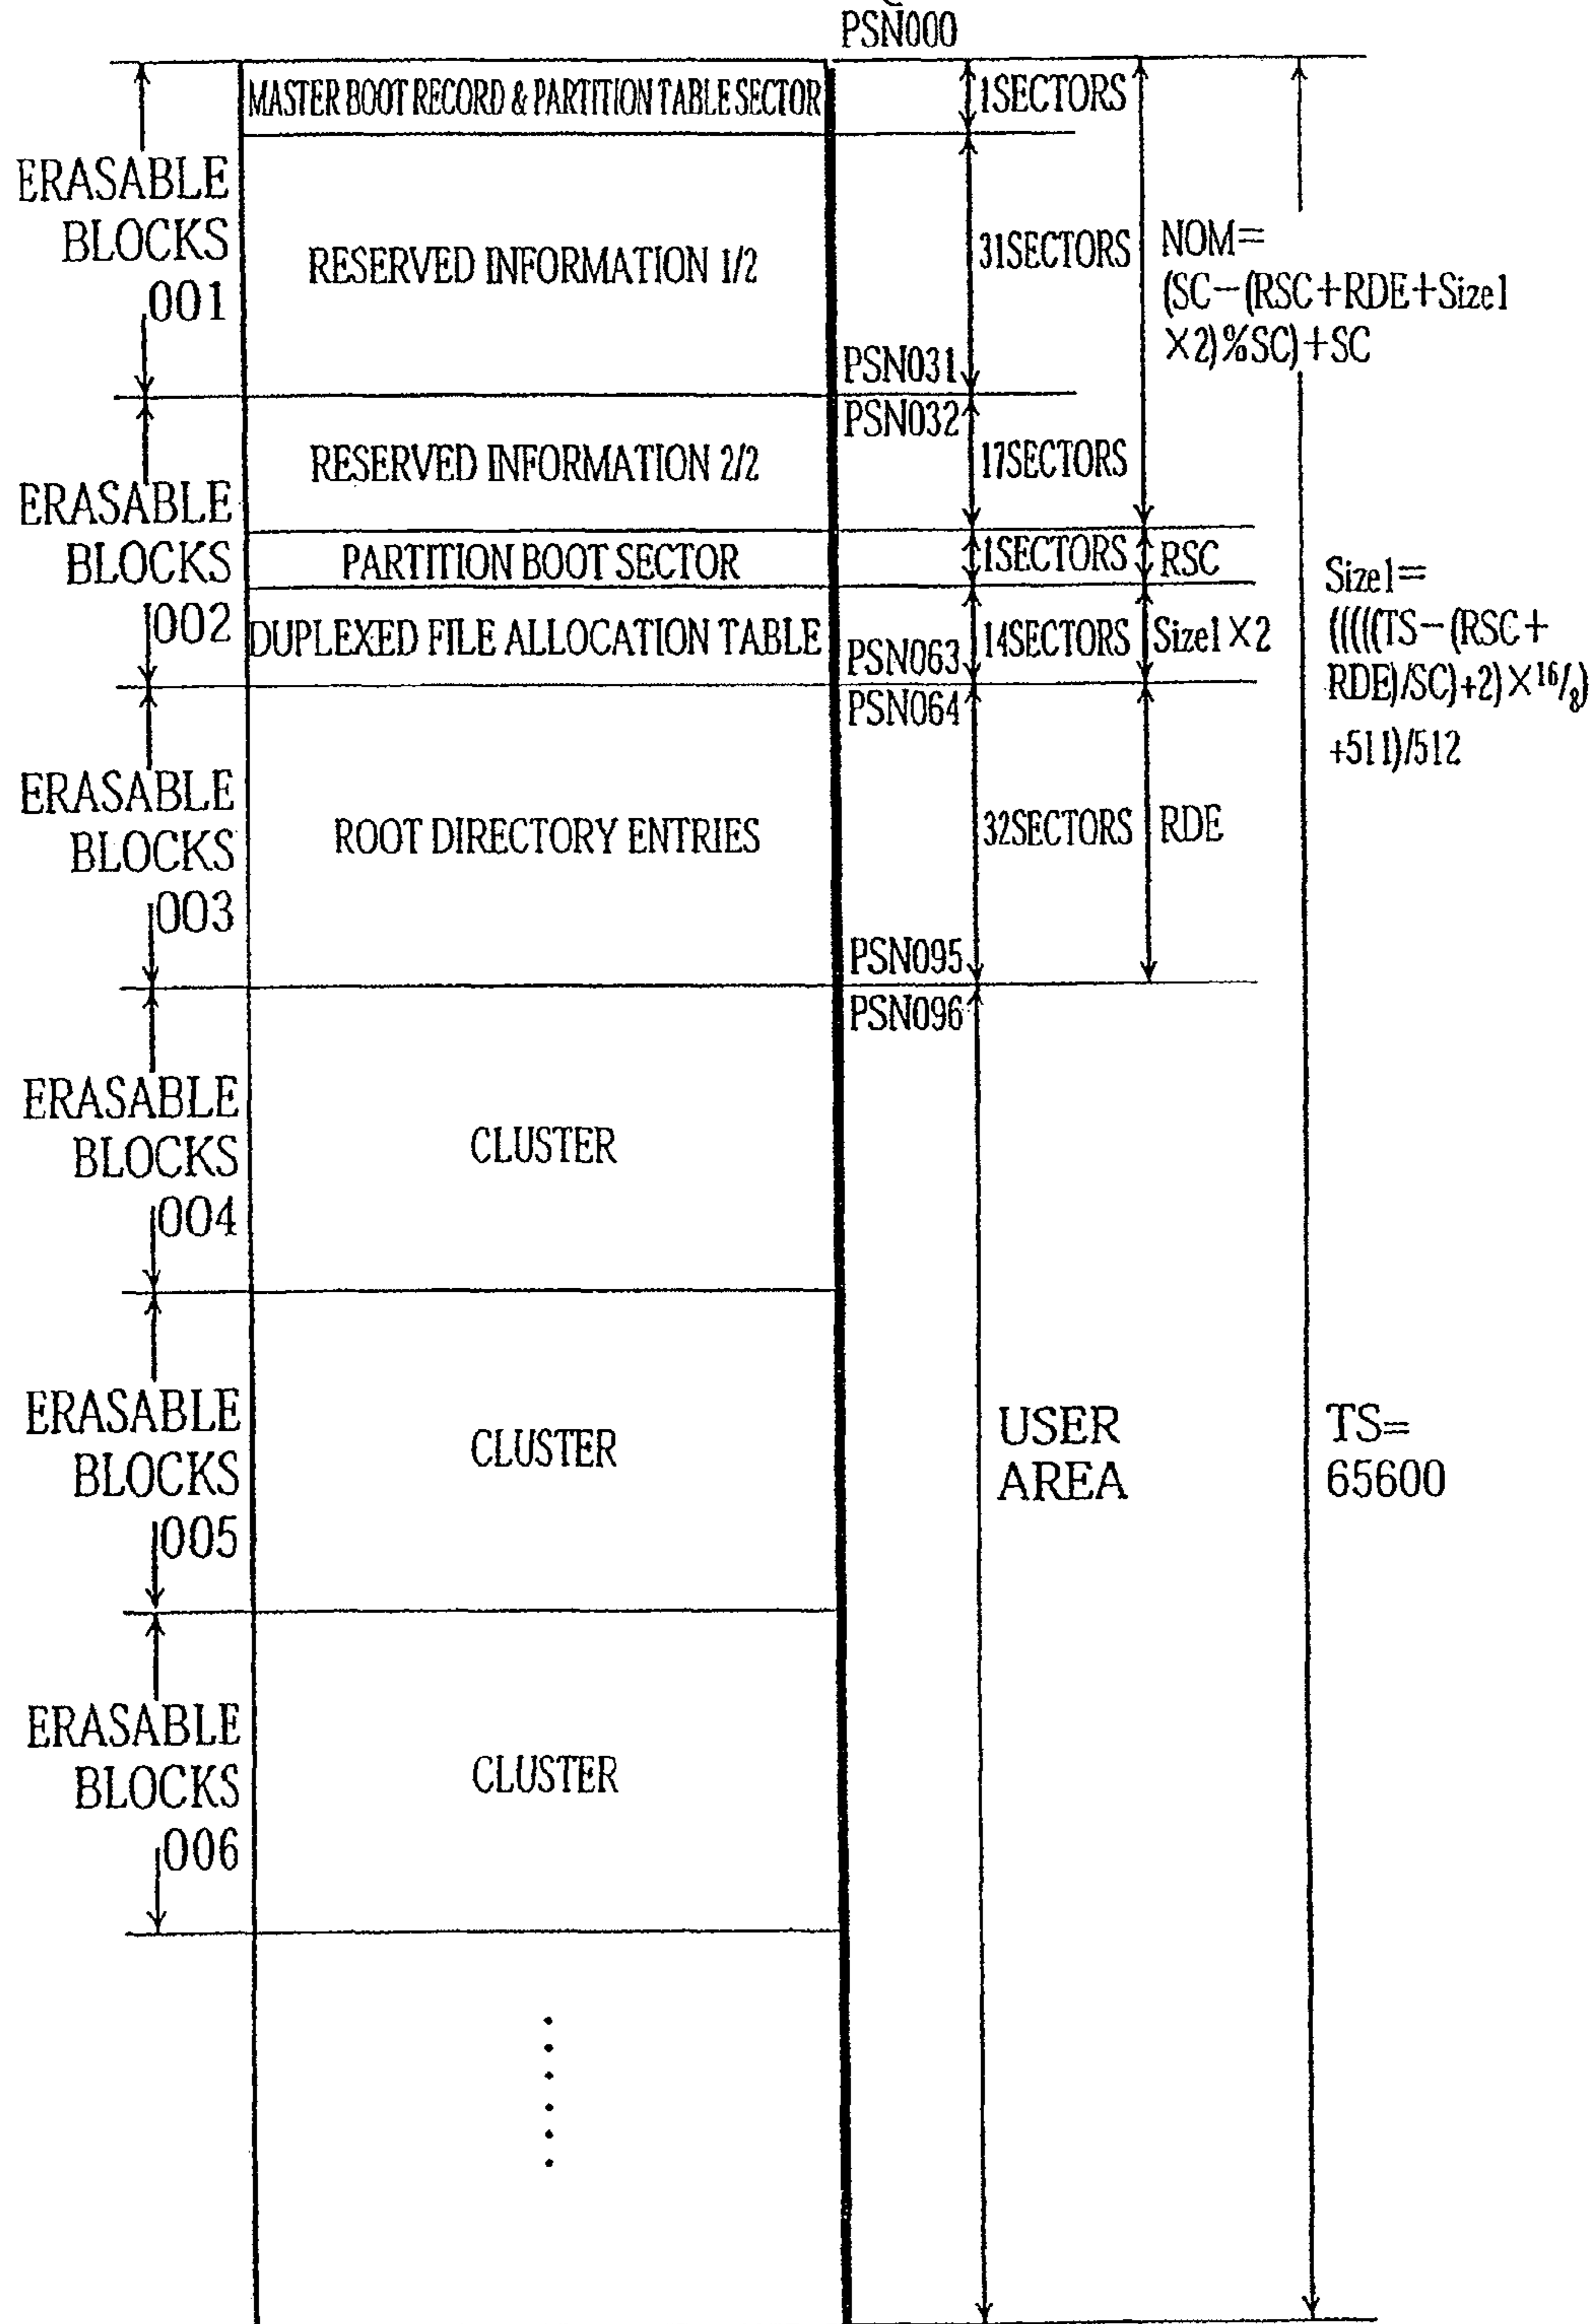 PSN000
MASTER BOOT RECORD & PARTITION TABLE SECTOR
1SECTORS
ERASABLE
BLOCKS
001
RESERVED INFORMATION 1/2
31SECTORS
NOM=
(SC-(RSC+RDE+Size1
×2)%SC)+SC
PSN031
PSN032
RESERVED INFORMATION 2/2
17SECTORS
ERASABLE
BLOCKS
002
PARTITION BOOT SECTOR
1SECTORS
RSC
DUPLEXED FILE ALLOCATION TABLE
PSN063
14SECTORS
Size1×2
Size1=
(((((TS-(RSC+
RDE)/SC)+2)×16/8)
+511)/512
PSN064
ERASABLE
BLOCKS
003
ROOT DIRECTORY ENTRIES
32SECTORS
RDE
PSN095
PSN096
ERASABLE
BLOCKS
004
CLUSTER
ERASABLE
BLOCKS
005
CLUSTER
USER
AREA
TS=
65600
ERASABLE
BLOCKS
006
CLUSTER